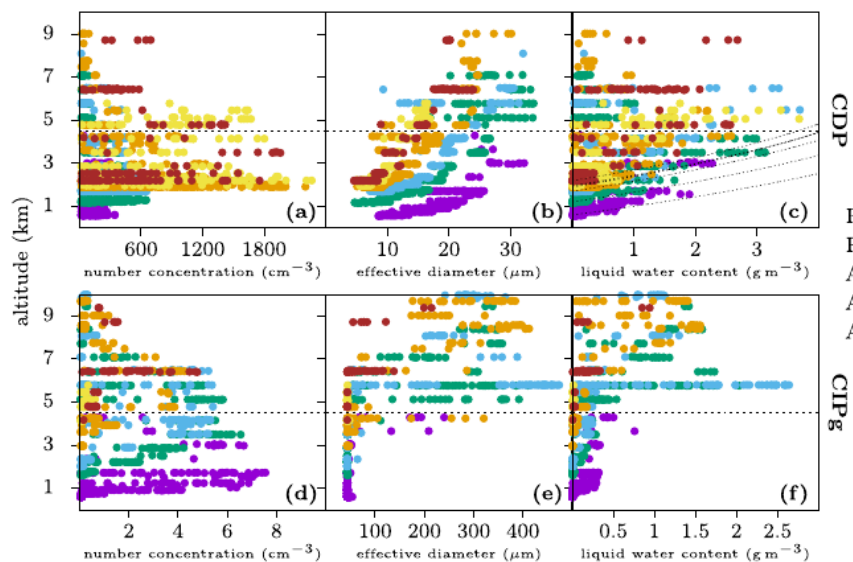 9
7
5
3
1
(a)
(b)
(c)
CDP
600 1200 1800
10 20 30
1 2 3
number concentration (cm⁻³)
effective diameter (μm)
liquid water content (g m⁻³)
altitude (km)
9
7
5
3
1
(d)
(e)
(f)
CIPg
2 4 6 8
100 200 300 400
0.5 1 1.5 2 2.5
number concentration (cm⁻³)
effective diameter (μm)
liquid water content (g m⁻³)
A
A
A